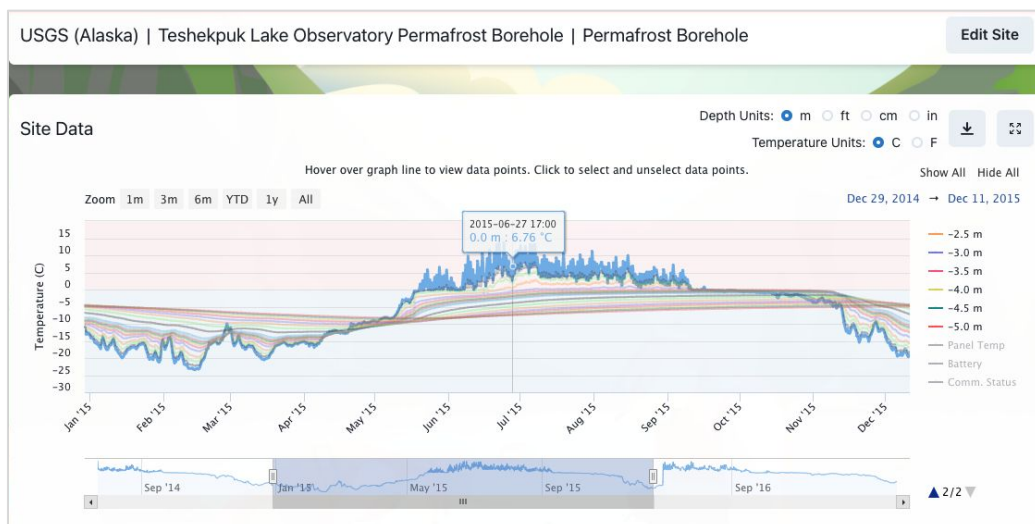 USGS (Alaska) | Teshekpuk Lake Observatory Permafrost Borehole | Permafrost Borehole
Edit Site
Site Data
Depth Units: m ft cm in
Temperature Units: C F
Hover over graph line to view data points. Click to select and unselect data points.
Show All Hide All
Zoom 1m 3m 6m YTD 1y All
Dec 29, 2014 → Dec 11, 2015
2015-06-27 17:00
0.0 m : 6.76 °C
Temperature (C)
15
10
5
0
-5
-10
-15
-20
-25
-30
-2.5 m
-3.0 m
-3.5 m
-4.0 m
-4.5 m
-5.0 m
Panel Temp
Battery
Comm. Status
Jan '15 Feb '15 Mar '15 Apr '15 May '15 Jun '15 Jul '15 Aug '15 Sep '15 Oct '15 Nov '15 Dec '15
Sep '14 Jan '15 May '15 Sep '15 Sep '16
2/2